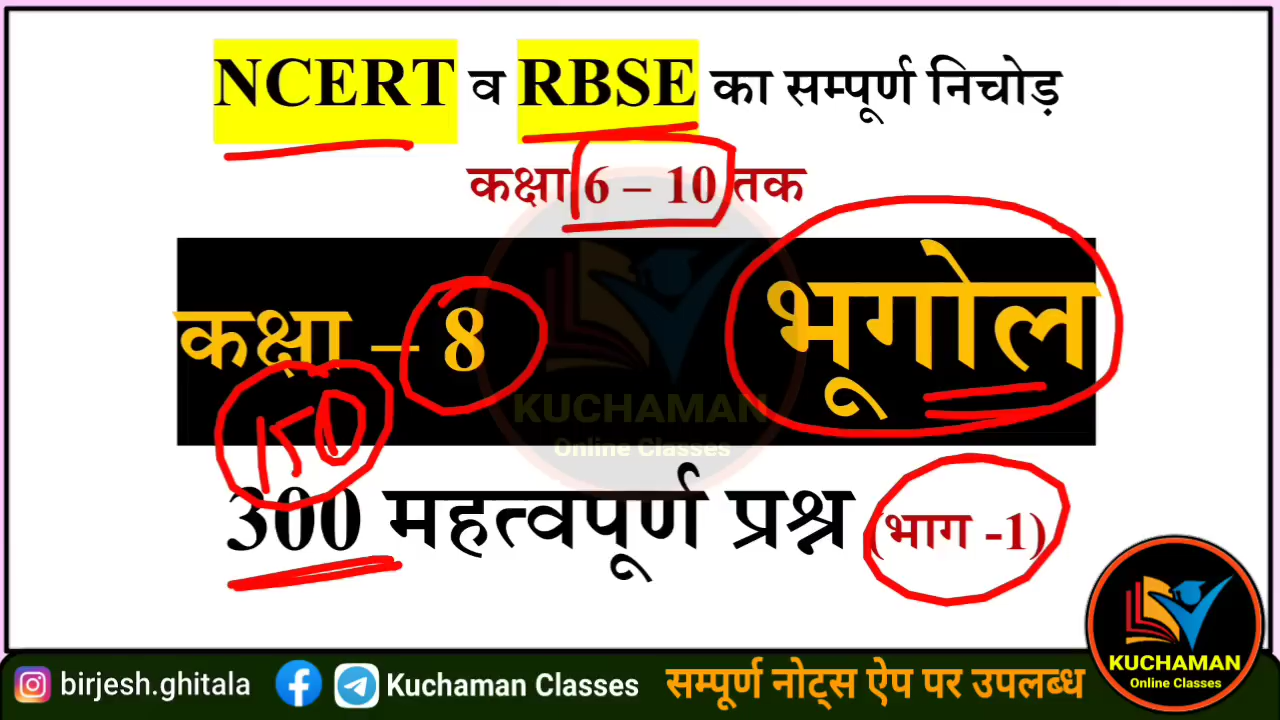 NCERT व RBSE का सम्पूर्ण निचोड़
कक्षा 6 – 10 तक
कक्षा – 8 भूगोल
150
300 महत्वपूर्ण प्रश्न (भाग -1)
KUCHAMAN
Online Classes
KUCHAMAN
Online Classes
birjesh.ghitala Kuchaman Classes सम्पूर्ण नोट्स ऐप पर उपलब्ध